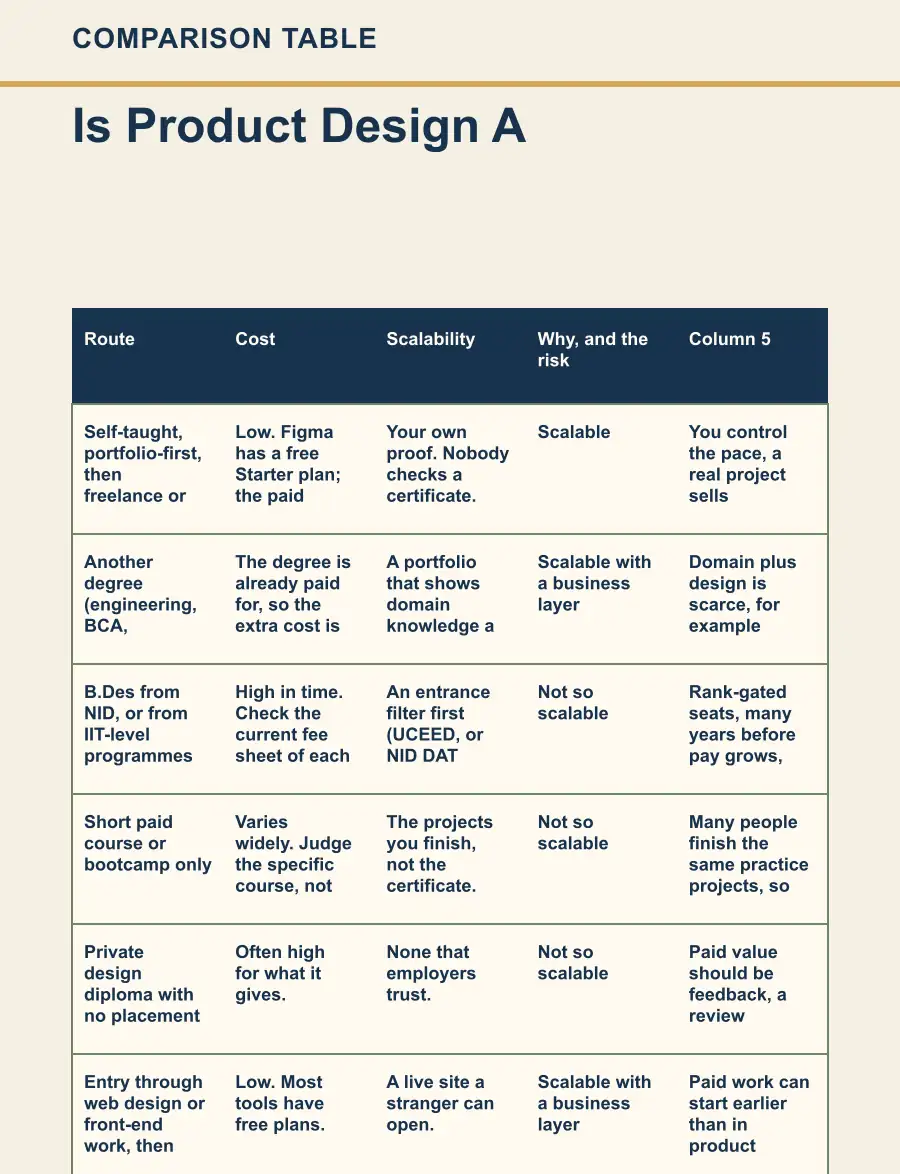 COMPARISON TABLE
Is Product Design A
Route
Cost
Scalability
Why, and the
risk
Column 5
Self-taught,
portfolio-first,
then
freelance or
Low. Figma
has a free
Starter plan;
the paid
Your own
proof. Nobody
checks a
certificate.
Scalable
You control
the pace, a
real project
sells
Another
degree
(engineering,
BCA,
The degree is
already paid
for, so the
extra cost is
A portfolio
that shows
domain
knowledge a
Scalable with
a business
layer
Domain plus
design is
scarce, for
example
B.Des from
NID, or from
IIT-level
programmes
High in time.
Check the
current fee
sheet of each
An entrance
filter first
(UCEED, or
NID DAT
Not so
scalable
Rank-gated
seats, many
years before
pay grows,
Short paid
course or
bootcamp only
Varies
widely. Judge
the specific
course, not
The projects
you finish,
not the
certificate.
Not so
scalable
Many people
finish the
same practice
projects, so
Private
design
diploma with
no placement
Often high
for what it
gives.
None that
employers
trust.
Not so
scalable
Paid value
should be
feedback, a
review
Entry through
web design or
front-end
work, then
Low. Most
tools have
free plans.
A live site a
stranger can
open.
Scalable with
a business
layer
Paid work can
start earlier
than in
product